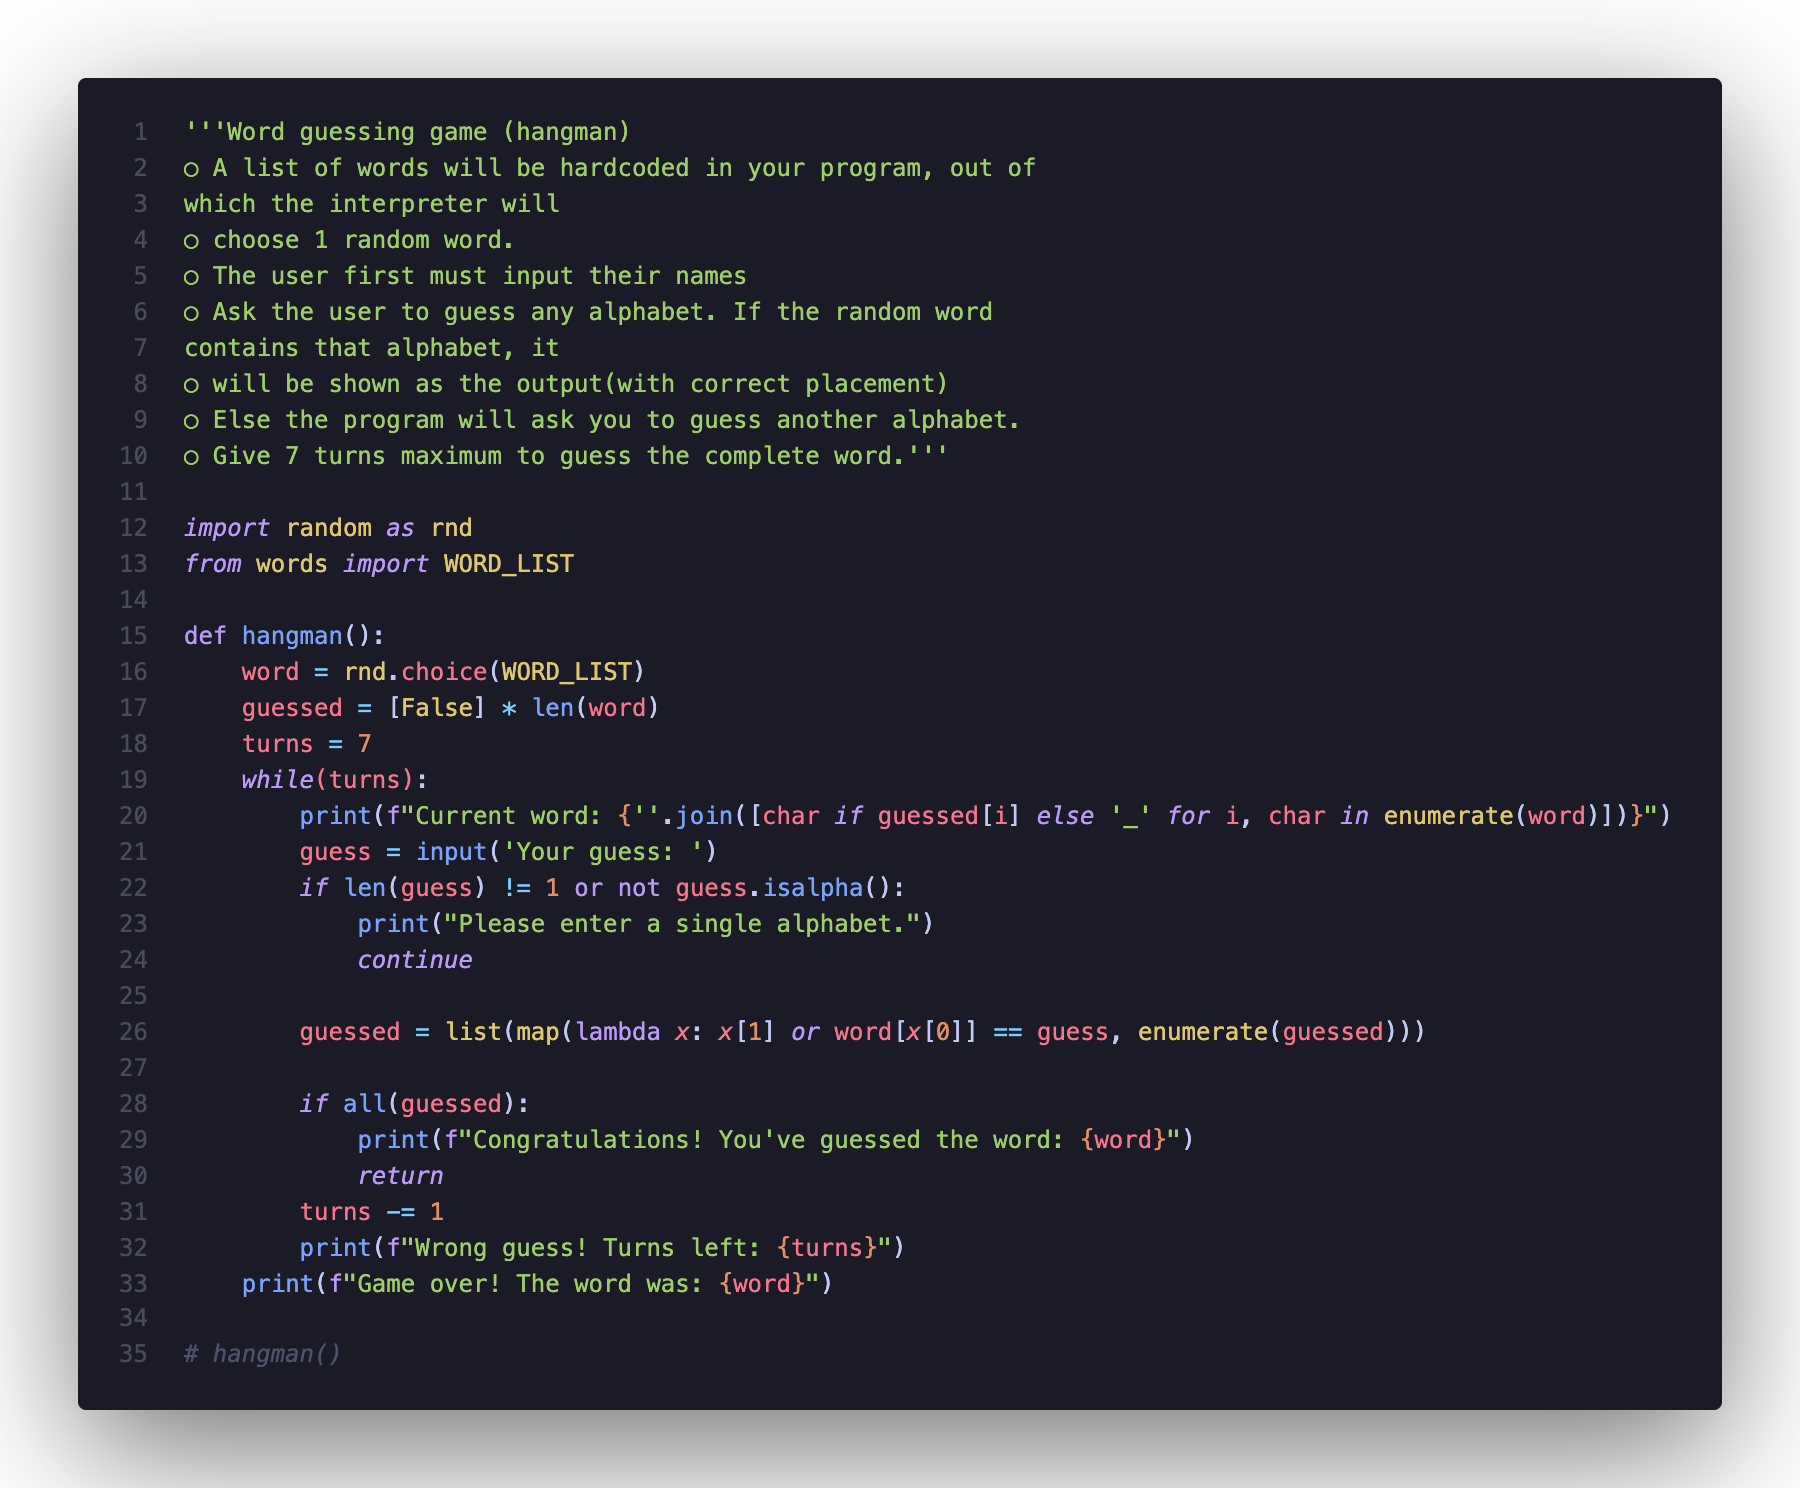 1 '''Word guessing game (hangman)
2 ○ A list of words will be hardcoded in your program, out of
3 which the interpreter will
4 ○ choose 1 random word.
5 ○ The user first must input their names
6 ○ Ask the user to guess any alphabet. If the random word
7 contains that alphabet, it
8 ○ will be shown as the output(with correct placement)
9 ○ Else the program will ask you to guess another alphabet.
10 ○ Give 7 turns maximum to guess the complete word.'''
11
12 import random as rnd
13 from words import WORD_LIST
14
15 def hangman():
16     word = rnd.choice(WORD_LIST)
17     guessed = [False] * len(word)
18     turns = 7
19     while(turns):
20         print(f"Current word: {''.join([char if guessed[i] else '_' for i, char in enumerate(word)])}")
21         guess = input('Your guess: ')
22         if len(guess) != 1 or not guess.isalpha():
23             print("Please enter a single alphabet.")
24             continue
25
26         guessed = list(map(lambda x: x[1] or word[x[0]] == guess, enumerate(guessed)))
27
28         if all(guessed):
29             print(f"Congratulations! You've guessed the word: {word}")
30             return
31         turns -= 1
32         print(f"Wrong guess! Turns left: {turns}")
33     print(f"Game over! The word was: {word}")
34
35 # hangman()